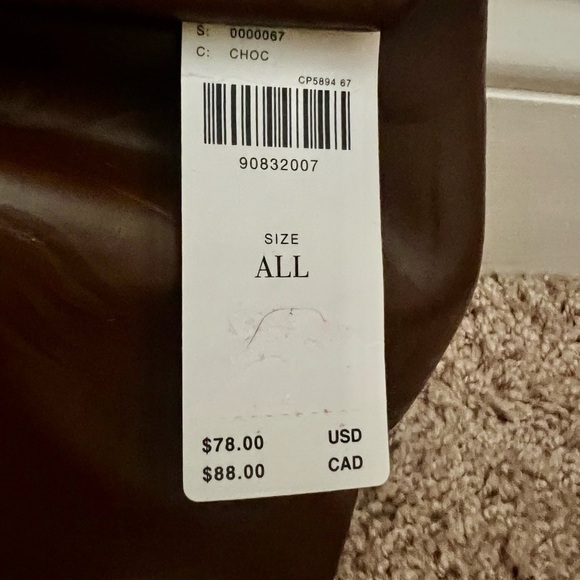 S: 0000067
C: CHOC
CP5894 67
90832007
SIZE
ALL
$78.00 USD
$88.00 CAD